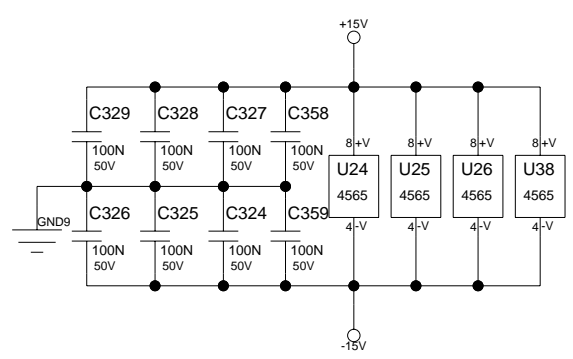 +15V
C329 C328 C327 C358
100N 100N 100N 100N
50V 50V 50V 50V
8 +V 8 +V 8 +V 8 +V
U24 U25 U26 U38
4565 4565 4565 4565
4 -V 4 -V 4 -V 4 -V
GND9
C326 C325 C324 C359
100N 100N 100N 100N
50V 50V 50V 50V
-15V